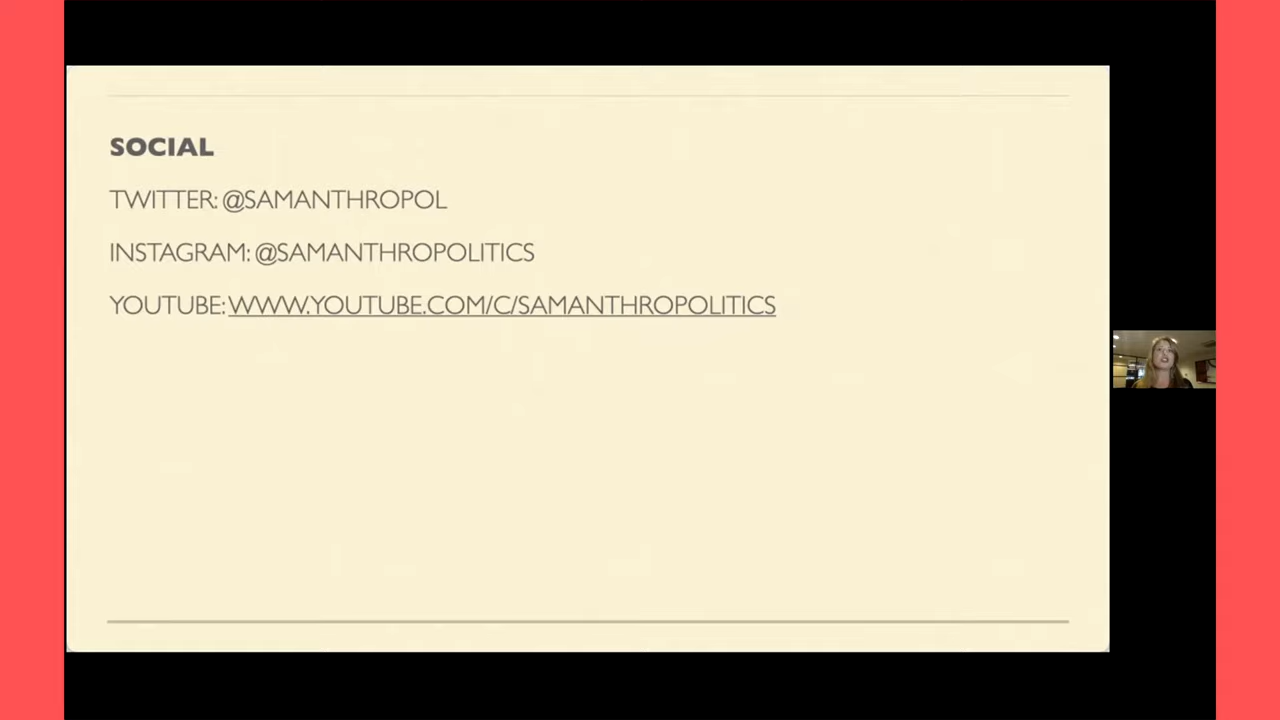 SOCIAL
TWITTER: @SAMANTHROPOL
INSTAGRAM: @SAMANTHROPOLITICS
YOUTUBE: WWW.YOUTUBE.COM/C/SAMANTHROPOLITICS